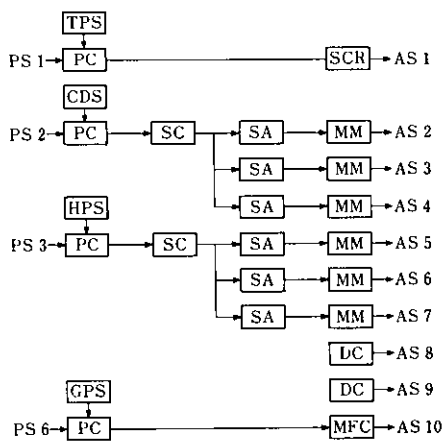 TPS
PS 1 PC SCR AS 1
CDS
PS 2 PC SC SA MM AS 2
SA MM AS 3
SA MM AS 4
HPS
PS 3 PC SC SA MM AS 5
SA MM AS 6
SA MM AS 7
DC AS 8
GPS DC AS 9
PS 6 PC MFC AS 10